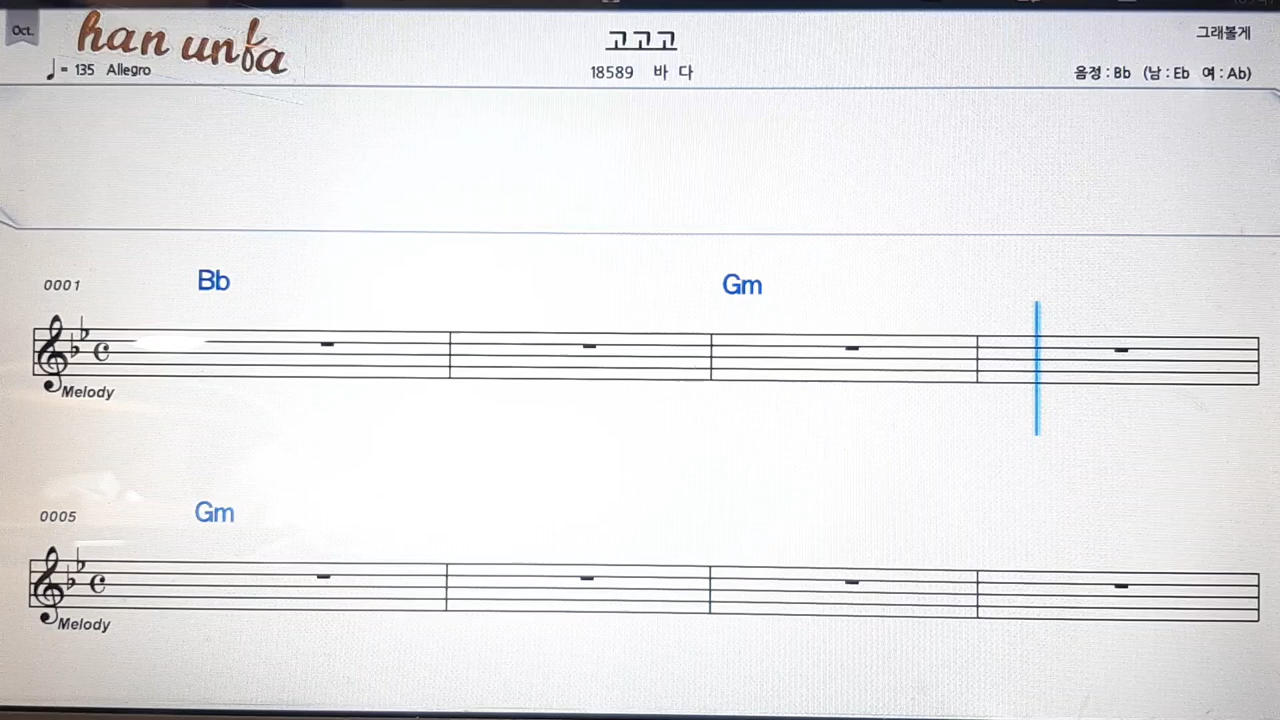 Oct.
han unfa
고고고
그래볼게
♩= 135 Allegro
18589 바 다
음정 : Bb (남 : Eb 여 : Ab)
0001 Bb Gm
Melody
0005 Gm
Melody